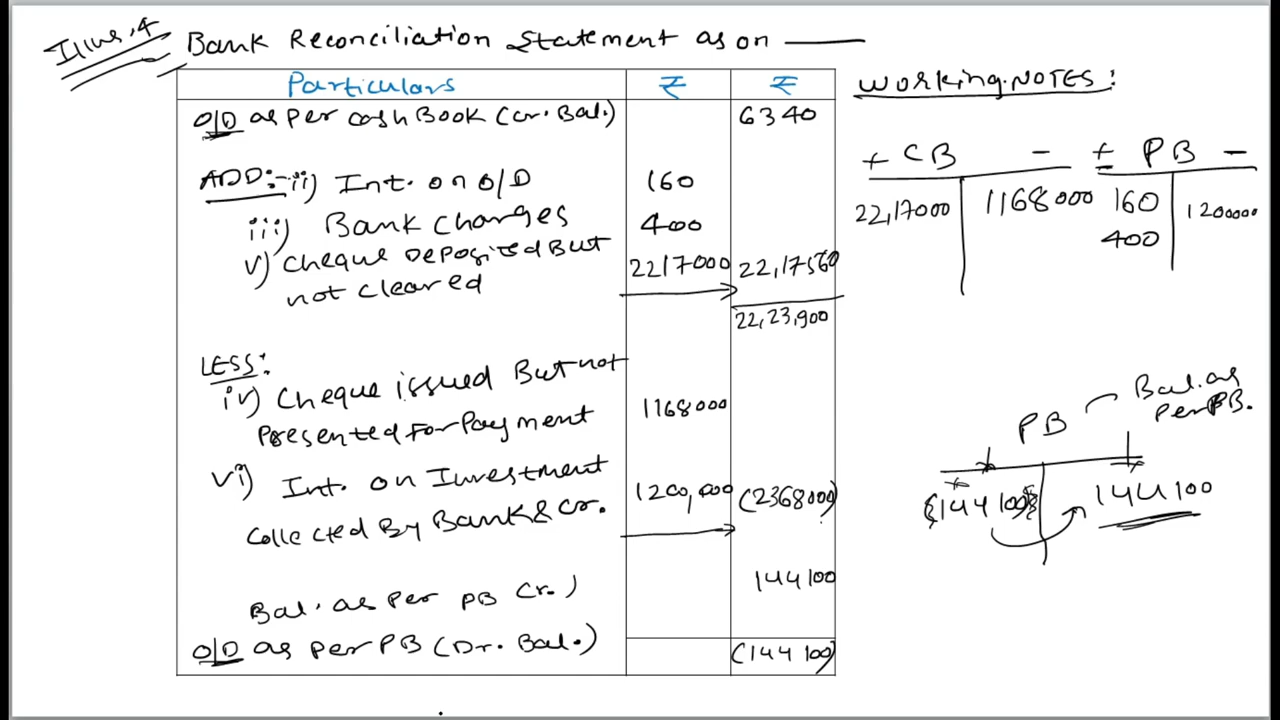 Illus.4
Bank Reconciliation Statement as on
Particulars ₹ ₹
O/D as per cash Book (cr. Bal.) 6340
ADD:- ii) Int. on O/D 160
iii) Bank charges 400
v) Cheque Deposited But 2217000 22,17560
not cleared
22,23,900
LESS:
iv) Cheque issued But not 1168000
Presented For Payment
vi) Int. on Investment 1200,000 (2368000)
collected By Bank & Cr.
144100
Bal. as per PB Cr.)
O/D as per PB (Dr. Bal.) (144100)
WORKING NOTES:
+ CB - + PB -
22,17000 1168000 160 1200000
400
Bal. as
per PB.
PB
(144100) 144100